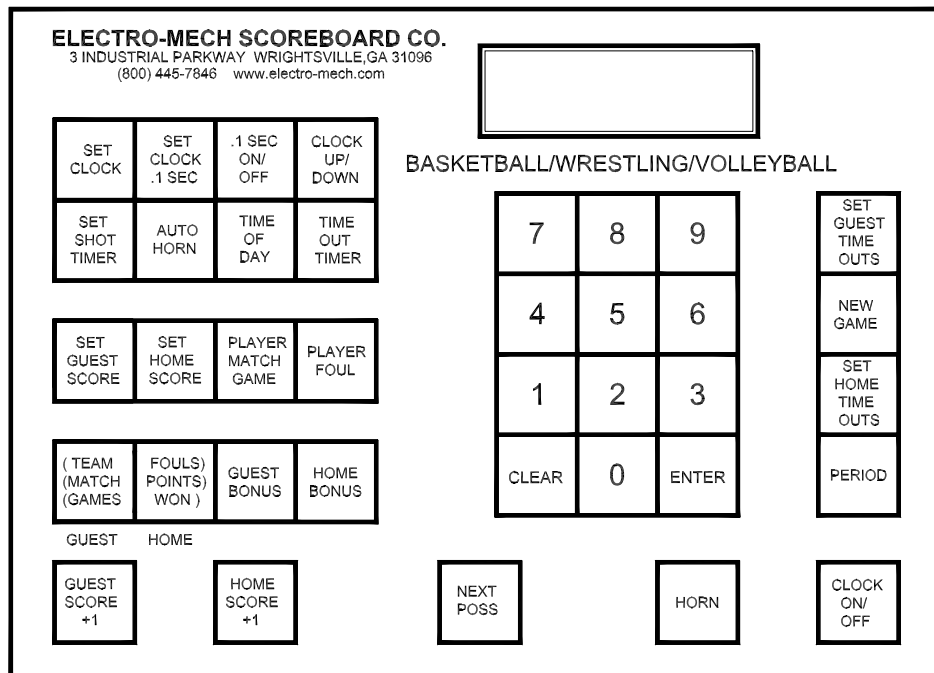 ELECTRO-MECH SCOREBOARD CO.
3 INDUSTRIAL PARKWAY WRIGHTSVILLE,GA 31096
(800) 445-7846 www.electro-mech.com
SET
CLOCK
SET
CLOCK
.1 SEC
.1 SEC
ON/
OFF
CLOCK
UP/
DOWN
SET
SHOT
TIMER
AUTO
HORN
TIME
OF
DAY
TIME
OUT
TIMER
SET
GUEST
SCORE
SET
HOME
SCORE
PLAYER
MATCH
GAME
PLAYER
FOUL
( TEAM FOULS)
(MATCH POINTS)
(GAMES WON )
GUEST
BONUS
HOME
BONUS
GUEST HOME
GUEST
SCORE
+1
HOME
SCORE
+1
BASKETBALL/WRESTLING/VOLLEYBALL
7 8 9
4 5 6
1 2 3
CLEAR 0 ENTER
SET
GUEST
TIME
OUTS
NEW
GAME
SET
HOME
TIME
OUTS
PERIOD
NEXT
POSS
HORN
CLOCK
ON/
OFF